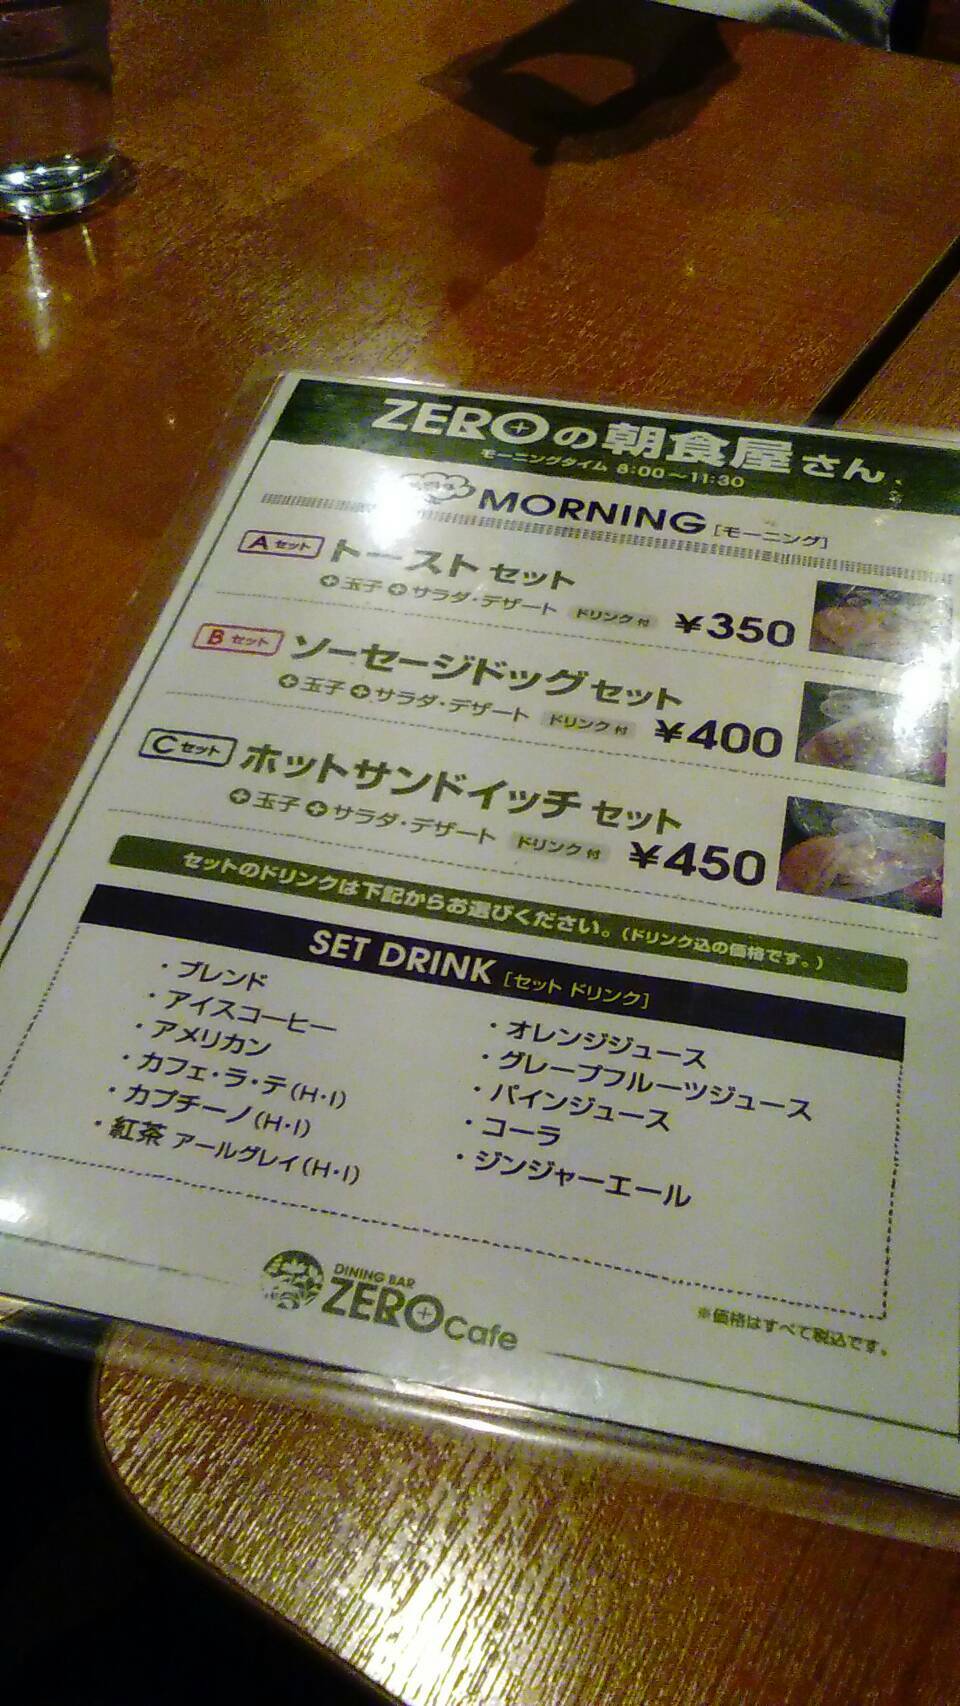 ZEROの朝食屋さん、
モーニングタイム 8:00～11:30
MORNING [モーニング]
Aセット トーストセット
玉子 サラダ・デザート ドリンク付 ¥350
Bセット ソーセージドッグセット
玉子 サラダ・デザート ドリンク付 ¥400
Cセット ホットサンドイッチセット
玉子 サラダ・デザート ドリンク付 ¥450
セットのドリンクは下記からお選びください。(ドリンク込の価格です。)
SET DRINK [セットドリンク]
・ブレンド
・アイスコーヒー
・アメリカン
・カフェ・ラ・テ(H・I)
・カプチーノ(H・I)
・紅茶 アールグレイ(H・I)
・オレンジジュース
・グレープフルーツジュース
・パインジュース
・コーラ
・ジンジャーエール
DINING BAR
ZERO Cafe
※価格はすべて税込です。